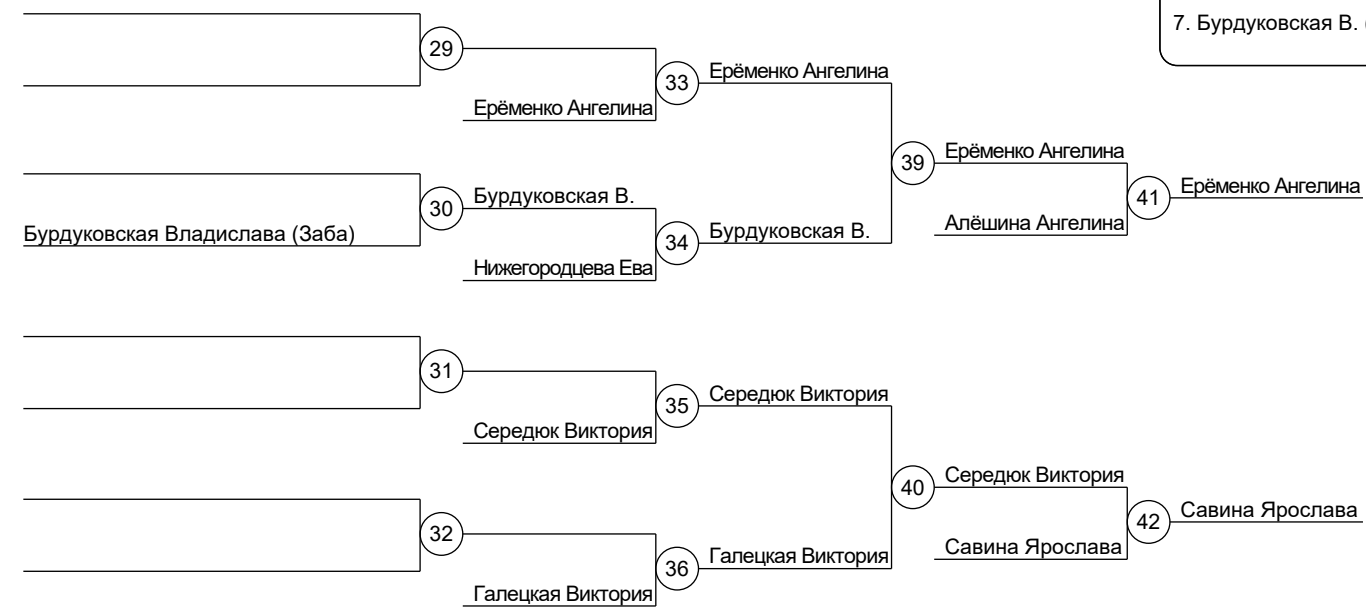 7. Бурдуковская В. (
29
33
Ерёменко Ангелина
Ерёменко Ангелина
39
Ерёменко Ангелина
41
Ерёменко Ангелина
30
Бурдуковская В.
Бурдуковская Владислава (Заба)
34
Бурдуковская В.
Алёшина Ангелина
Нижегородцева Ева
31
35
Середюк Виктория
Середюк Виктория
40
Середюк Виктория
42
Савина Ярослава
32
36
Галецкая Виктория
Савина Ярослава
Галецкая Виктория